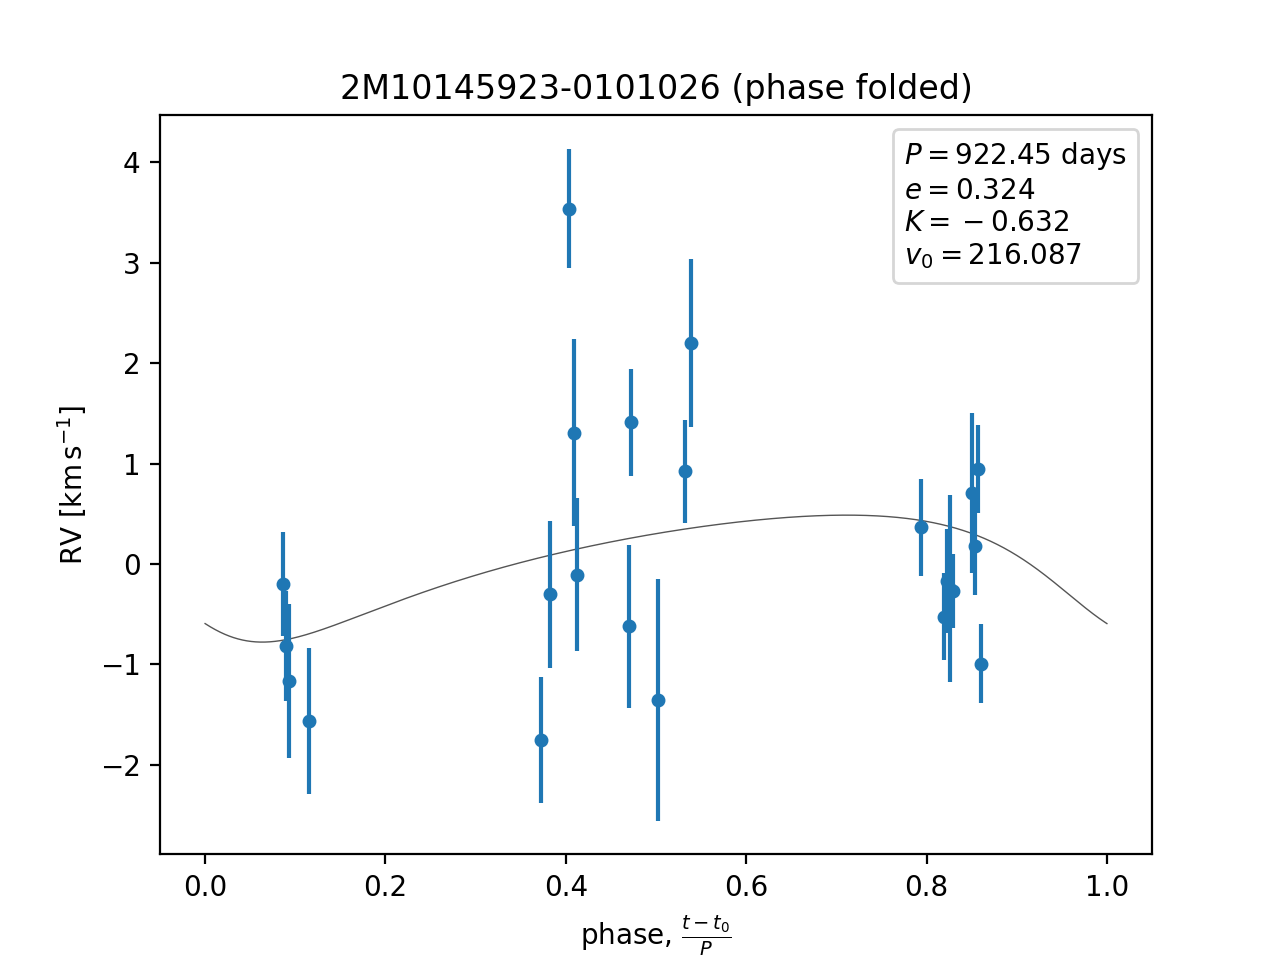 2M10145923-0101026 (phase folded)
P = 922.45 days
e = 0.324
K = −0.632
v₀ = 216.087
4
3
2
1
0
−1
−2
RV [km s⁻¹]
0.0 0.2 0.4 0.6 0.8 1.0
phase, (t − t₀)/P